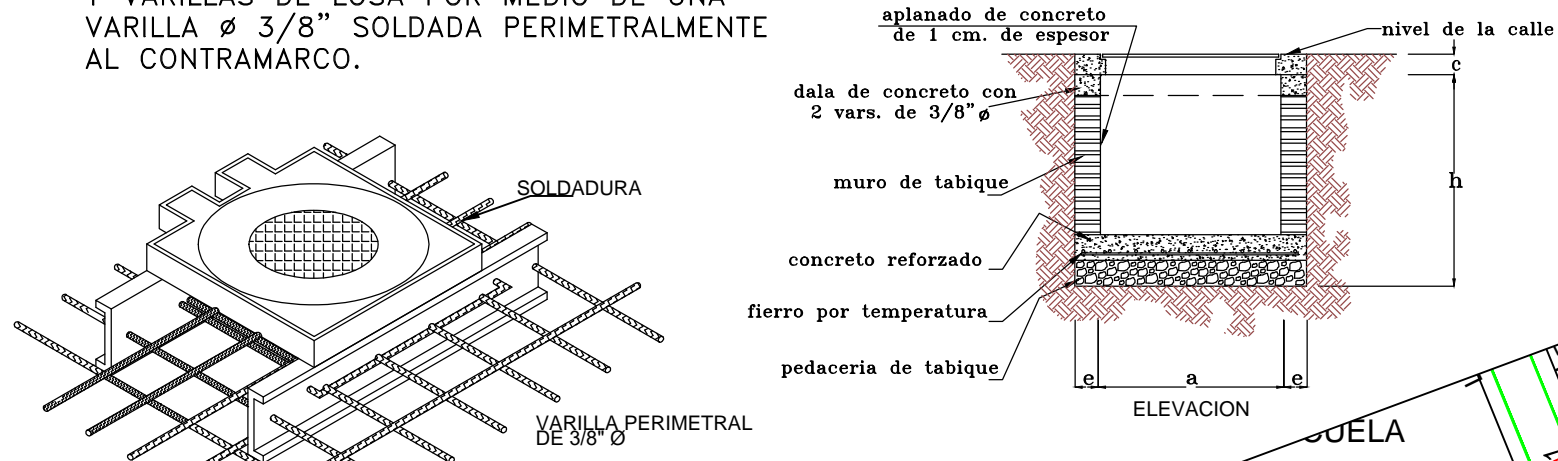 VARILLA ø 3/8” SOLDADA PERIMETRALMENTE
AL CONTRAMARCO.
SOLDADURA
VARILLA PERIMETRAL
DE 3/8" Ø
aplanado de concreto
de 1 cm. de espesor
nivel de la calle
c
dala de concreto con
2 vars. de 3/8”ø
muro de tabique
h
concreto reforzado
fierro por temperatura
pedaceria de tabique
e
a
e
ELEVACION